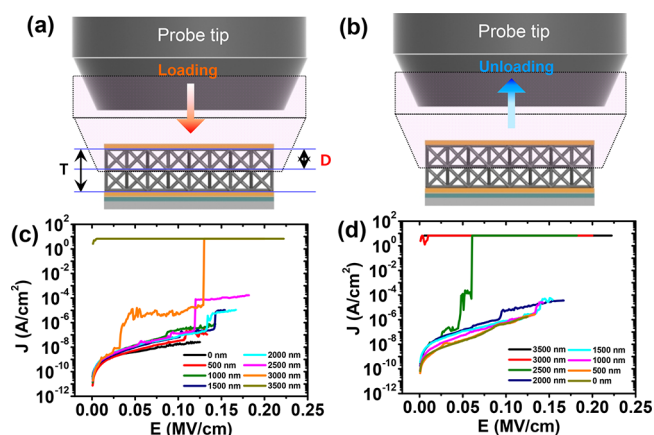 (a)
Probe tip
Loading
T
D
(b)
Probe tip
Unloading
(c)
J (A/cm²)
10²
10⁰
10⁻²
10⁻⁴
10⁻⁶
10⁻⁸
10⁻¹⁰
10⁻¹²
0 nm
500 nm
1000 nm
1500 nm
2000 nm
2500 nm
3000 nm
3500 nm
0.00 0.05 0.10 0.15 0.20 0.25
E (MV/cm)
(d)
J (A/cm²)
10²
10⁰
10⁻²
10⁻⁴
10⁻⁶
10⁻⁸
10⁻¹⁰
10⁻¹²
3500 nm
3000 nm
2500 nm
2000 nm
1500 nm
1000 nm
500 nm
0 nm
0.00 0.05 0.10 0.15 0.20 0.25
E (MV/cm)